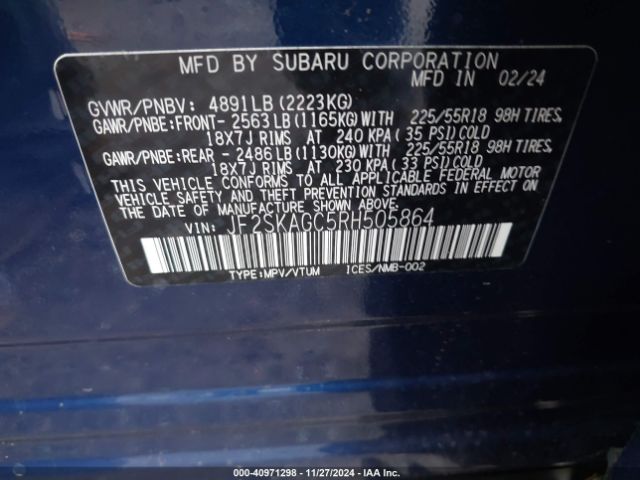 MFD BY SUBARU CORPORATION
MFD IN 02/24
GVWR/PNBV: 4891LB(2223KG)
GAWR/PNBE:FRONT-2563LB(1165KG)WITH 225/55R18 98H TIRES,
18X7J RIMS AT 240 KPA(35 PSI)COLD
GAWR/PNBE:REAR -2486LB(1130KG)WITH 225/55R18 98H TIRES,
18X7J RIMS AT 230 KPA(33 PSI)COLD
THIS VEHICLE CONFORMS TO ALL APPLICABLE FEDERAL MOTOR
VEHICLE SAFETY AND THEFT PREVENTION STANDARDS IN EFFECT
ON THE DATE OF MANUFACTURE SHOWN ABOVE.
VIN: JF2SKAGC5RH505864
TYPE:MPV/VTUM ICES/NMB-002
© - 40971298 - 11/27/2024 - IAA Inc.